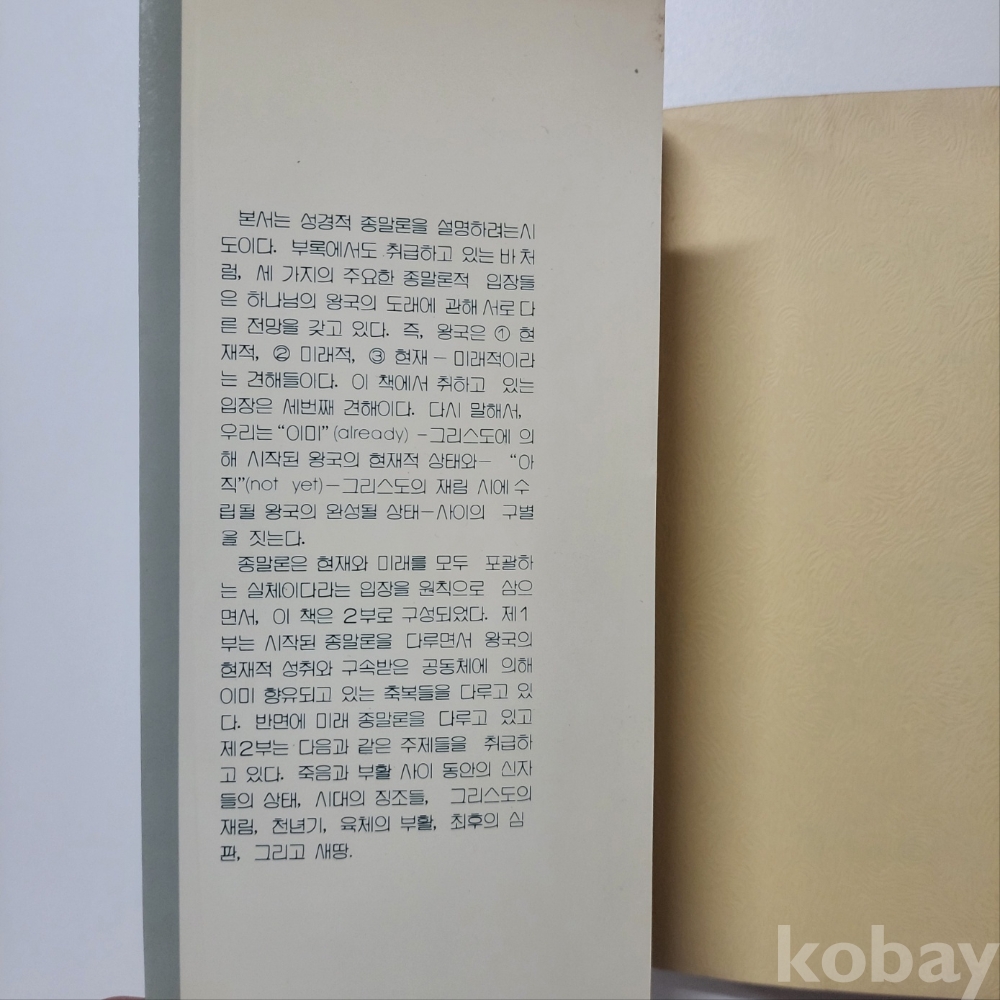 본서는 성경적 종말론을 설명하려는시
도이다. 부록에서도 취급하고 있는 바 처
럼, 세 가지의 주요한 종말론적 입장들
은 하나님의 왕국의 도래에 관해 서로 다
른 전망을 갖고 있다. 즉, 왕국은 ① 현
재적, ② 미래적, ③ 현재 – 미래적이라
는 견해들이다. 이 책에서 취하고 있는
입장은 세번째 견해이다. 다시 말해서,
우리는 “이미” (already) –그리스도에 의
해 시작된 왕국의 현재적 상태와– “아
직”(not yet)–그리스도의 재림 시에 수
립될 왕국의 완성될 상태–사이의 구별
을 짓는다.
종말론은 현재와 미래를 모두 포괄하
는 실체이다라는 입장을 원칙으로 삼으
면서, 이 책은 2부로 구성되었다. 제1
부는 시작된 종말론을 다루면서 왕국의
현재적 성취와 구속받은 공동체에 의해
이미 향유되고 있는 축복들을 다루고 있
다. 반면에 미래 종말론을 다루고 있고
제2부는 다음과 같은 주제들을 취급하
고 있다. 죽음과 부활 사이 동안의 신자
들의 상태, 시대의 징조들, 그리스도의
재림, 천년기, 육체의 부활, 최후의 심
판, 그리고 새땅.
kobay